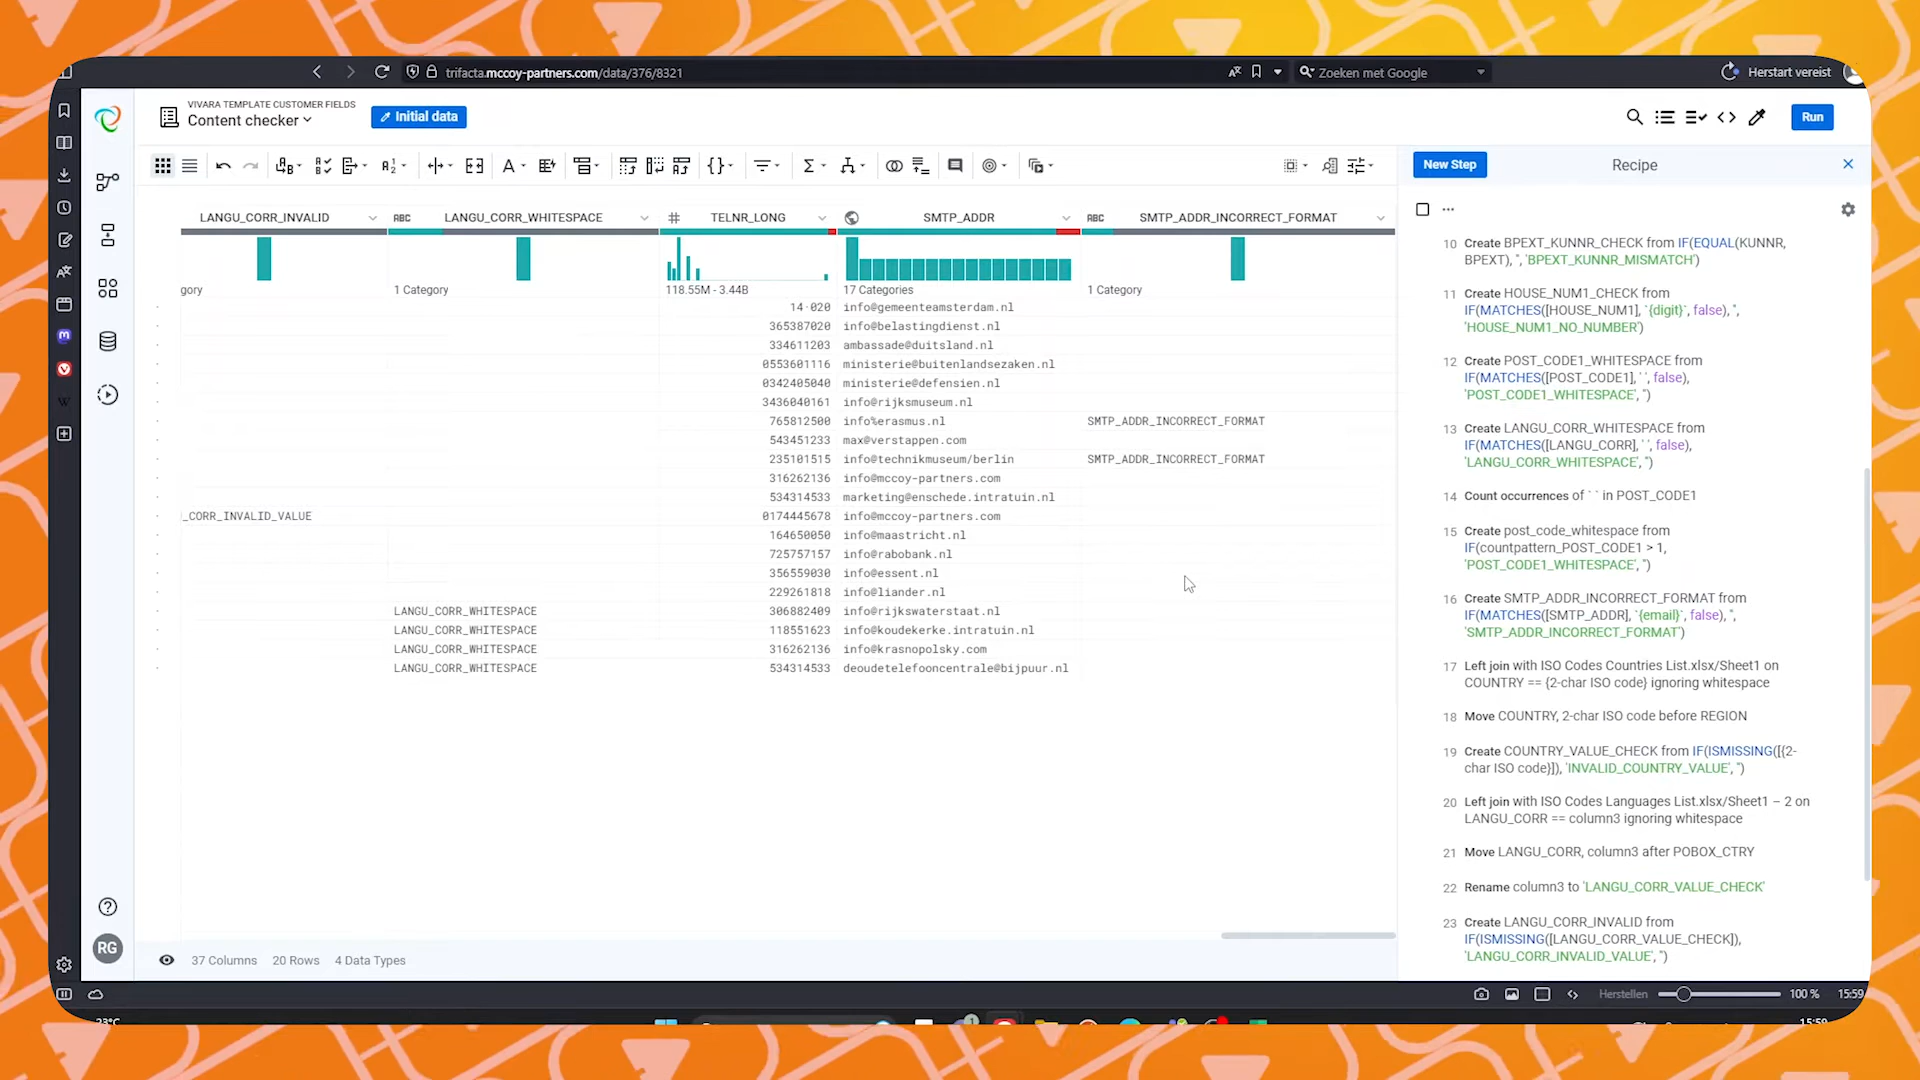 trifacta.mccoy-partners.com/data/376/8321
Zoeken met Google
Herstart vereist
VIVARA TEMPLATE CUSTOMER FIELDS
Content checker
Initial data
Run
New Step
Recipe
LANGU_CORR_INVALID
ABC
LANGU_CORR_WHITESPACE
#
TELNR_LONG
SMTP_ADDR
ABC
SMTP_ADDR_INCORRECT_FORMAT
gory
1 Category
118.55M - 3.44B
17 Categories
1 Category
14·020 info@gemeenteamsterdam.nl
365387020 info@belastingdienst.nl
334611203 ambassade@duitsland.nl
0553601116 ministerie@buitenlandsezaken.nl
0342405040 ministerie@defensien.nl
3436040161 info@rijksmuseum.nl
765812500 info%erasmus.nl SMTP_ADDR_INCORRECT_FORMAT
543451233 max@verstappen.com
235101515 info@technikmuseum/berlin SMTP_ADDR_INCORRECT_FORMAT
316262136 info@mccoy-partners.com
534314533 marketing@enschede.intratuin.nl
_CORR_INVALID_VALUE 0174445678 info@mccoy-partners.com
164650050 info@maastricht.nl
725757157 info@rabobank.nl
356559030 info@essent.nl
229261818 info@liander.nl
LANGU_CORR_WHITESPACE 306882409 info@rijkswaterstaat.nl
LANGU_CORR_WHITESPACE 118551623 info@koudekerke.intratuin.nl
LANGU_CORR_WHITESPACE 316262136 info@krasnopolsky.com
LANGU_CORR_WHITESPACE 534314533 deoudetelefooncentrale@bijpuur.nl
10 Create BPEXT_KUNNR_CHECK from IF(EQUAL(KUNNR,
BPEXT), '', 'BPEXT_KUNNR_MISMATCH')
11 Create HOUSE_NUM1_CHECK from
IF(MATCHES([HOUSE_NUM1], `{digit}`, false), '',
'HOUSE_NUM1_NO_NUMBER')
12 Create POST_CODE1_WHITESPACE from
IF(MATCHES([POST_CODE1], ` `, false),
'POST_CODE1_WHITESPACE', '')
13 Create LANGU_CORR_WHITESPACE from
IF(MATCHES([LANGU_CORR], ` `, false),
'LANGU_CORR_WHITESPACE', '')
14 Count occurrences of ` ` in POST_CODE1
15 Create post_code_whitespace from
IF(countpattern_POST_CODE1 > 1,
'POST_CODE1_WHITESPACE', '')
16 Create SMTP_ADDR_INCORRECT_FORMAT from
IF(MATCHES([SMTP_ADDR], `{email}`, false), '',
'SMTP_ADDR_INCORRECT_FORMAT')
17 Left join with ISO Codes Countries List.xlsx/Sheet1 on
COUNTRY == {2-char ISO code} ignoring whitespace
18 Move COUNTRY, 2-char ISO code before REGION
19 Create COUNTRY_VALUE_CHECK from IF(ISMISSING([{2-
char ISO code}]), 'INVALID_COUNTRY_VALUE', '')
20 Left join with ISO Codes Languages List.xlsx/Sheet1 – 2 on
LANGU_CORR == column3 ignoring whitespace
21 Move LANGU_CORR, column3 after POBOX_CTRY
22 Rename column3 to 'LANGU_CORR_VALUE_CHECK'
23 Create LANGU_CORR_INVALID from
IF(ISMISSING([LANGU_CORR_VALUE_CHECK]),
'LANGU_CORR_INVALID_VALUE', '')
RG
37 Columns 20 Rows 4 Data Types
Herstellen
100 %
15:59
23°C
15:59